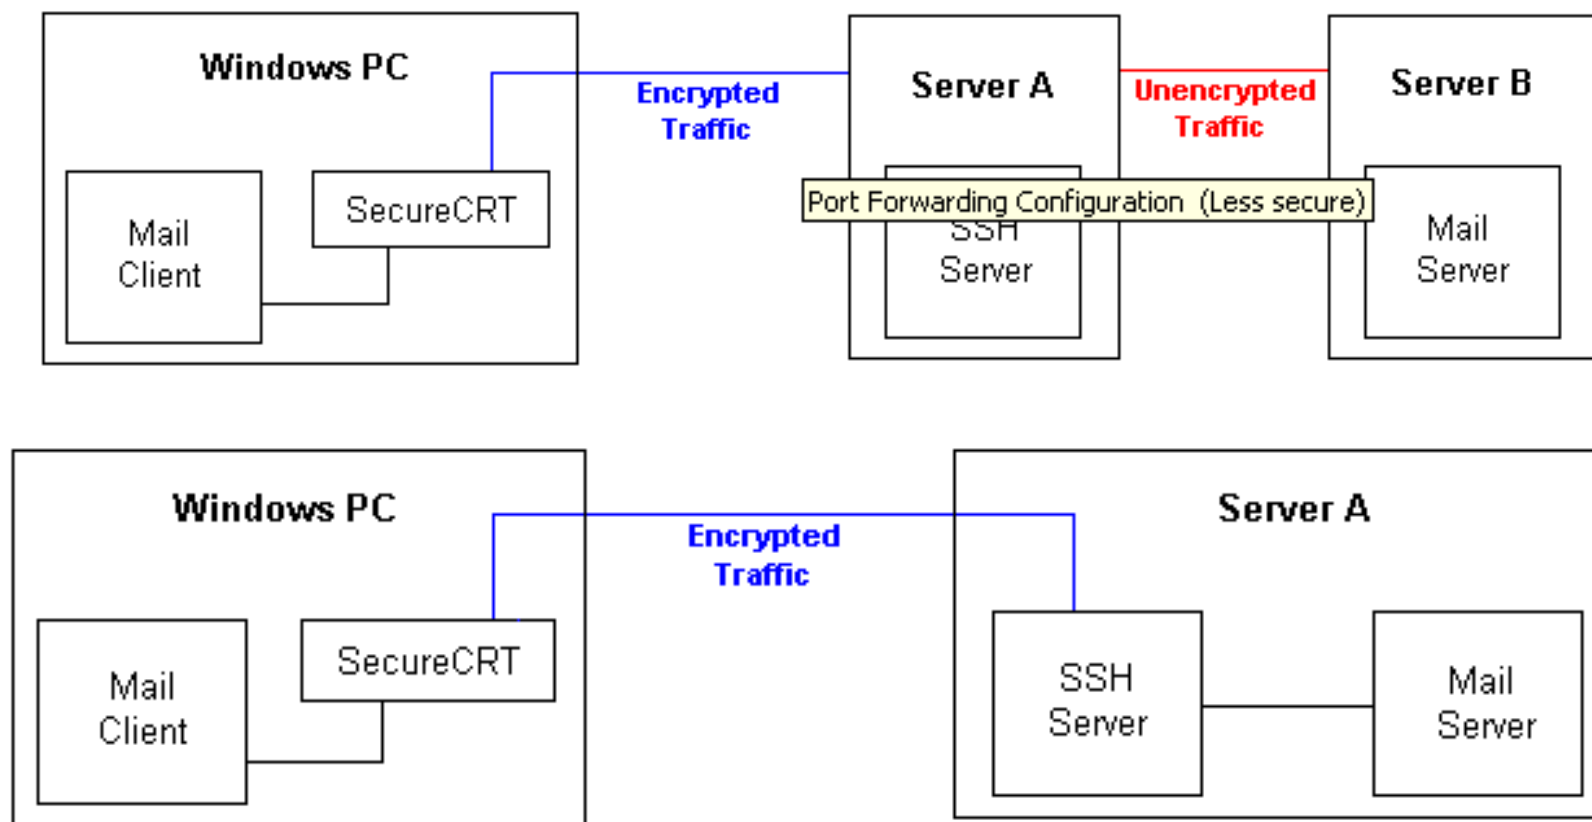 Windows PC
Encrypted
Traffic
Server A
Unencrypted
Traffic
Server B
Mail
Client
SecureCRT
Port Forwarding Configuration (Less secure)
SSH
Server
Mail
Server
Windows PC
Encrypted
Traffic
Server A
Mail
Client
SecureCRT
SSH
Server
Mail
Server